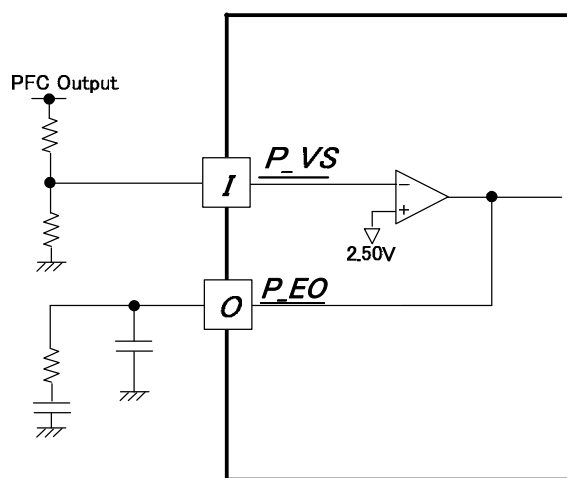 PFC Output
P_VS
I
−
+
2.50V
P_EO
O